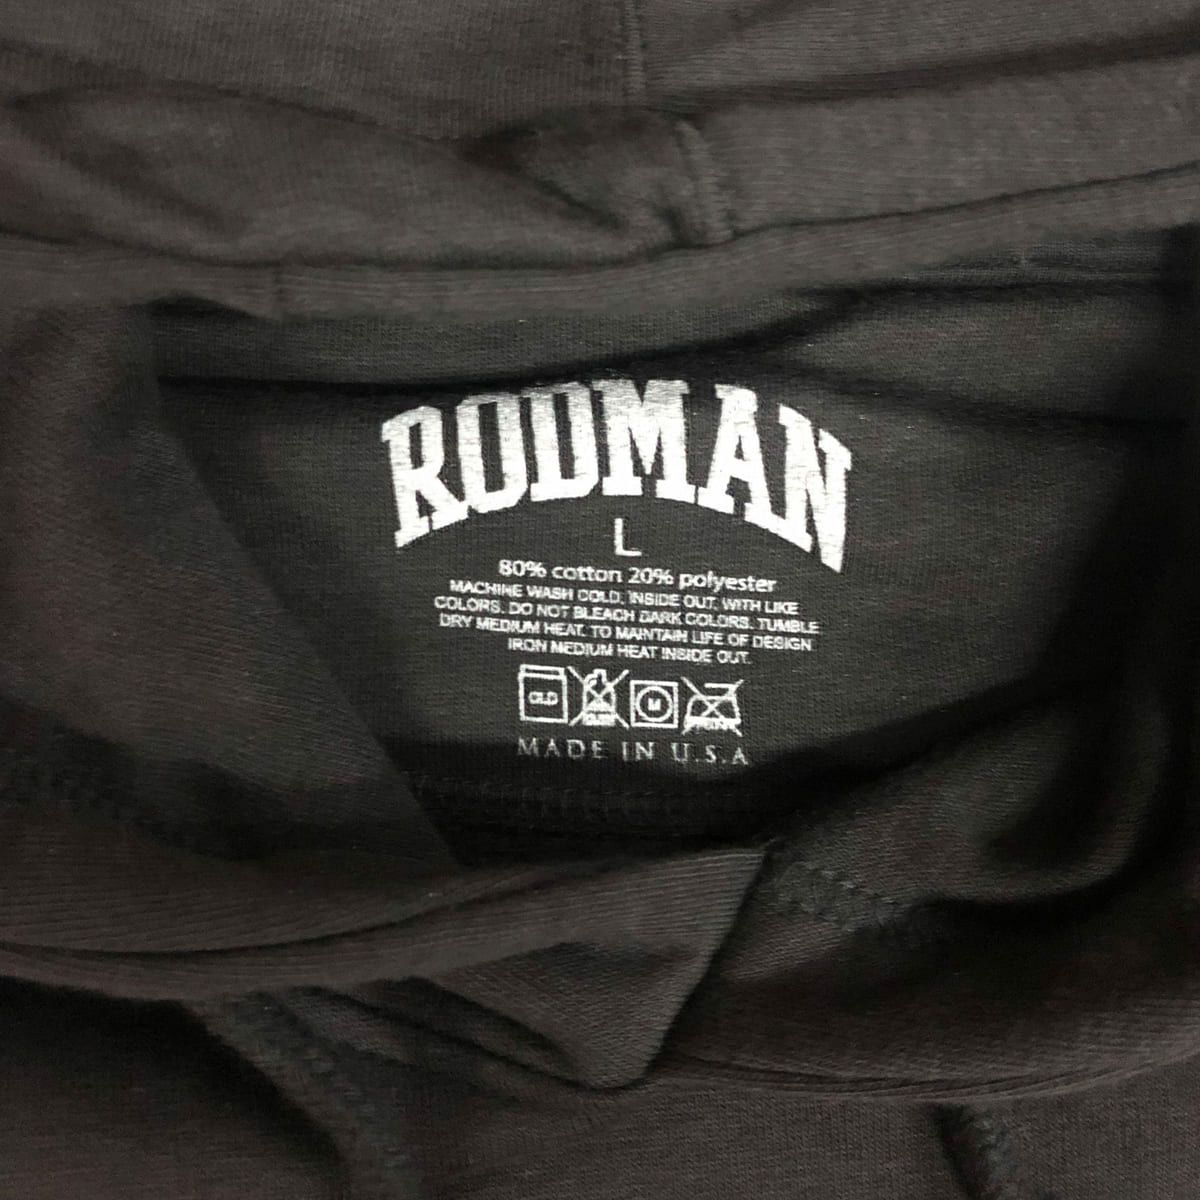 RODMAN
L
80% cotton 20% polyester
MACHINE WASH COLD, INSIDE OUT, WITH LIKE
COLORS. DO NOT BLEACH DARK COLORS. TUMBLE
DRY MEDIUM HEAT. TO MAINTAIN LIFE OF DESIGN
IRON MEDIUM HEAT INSIDE OUT.
M
MADE IN U.S.A